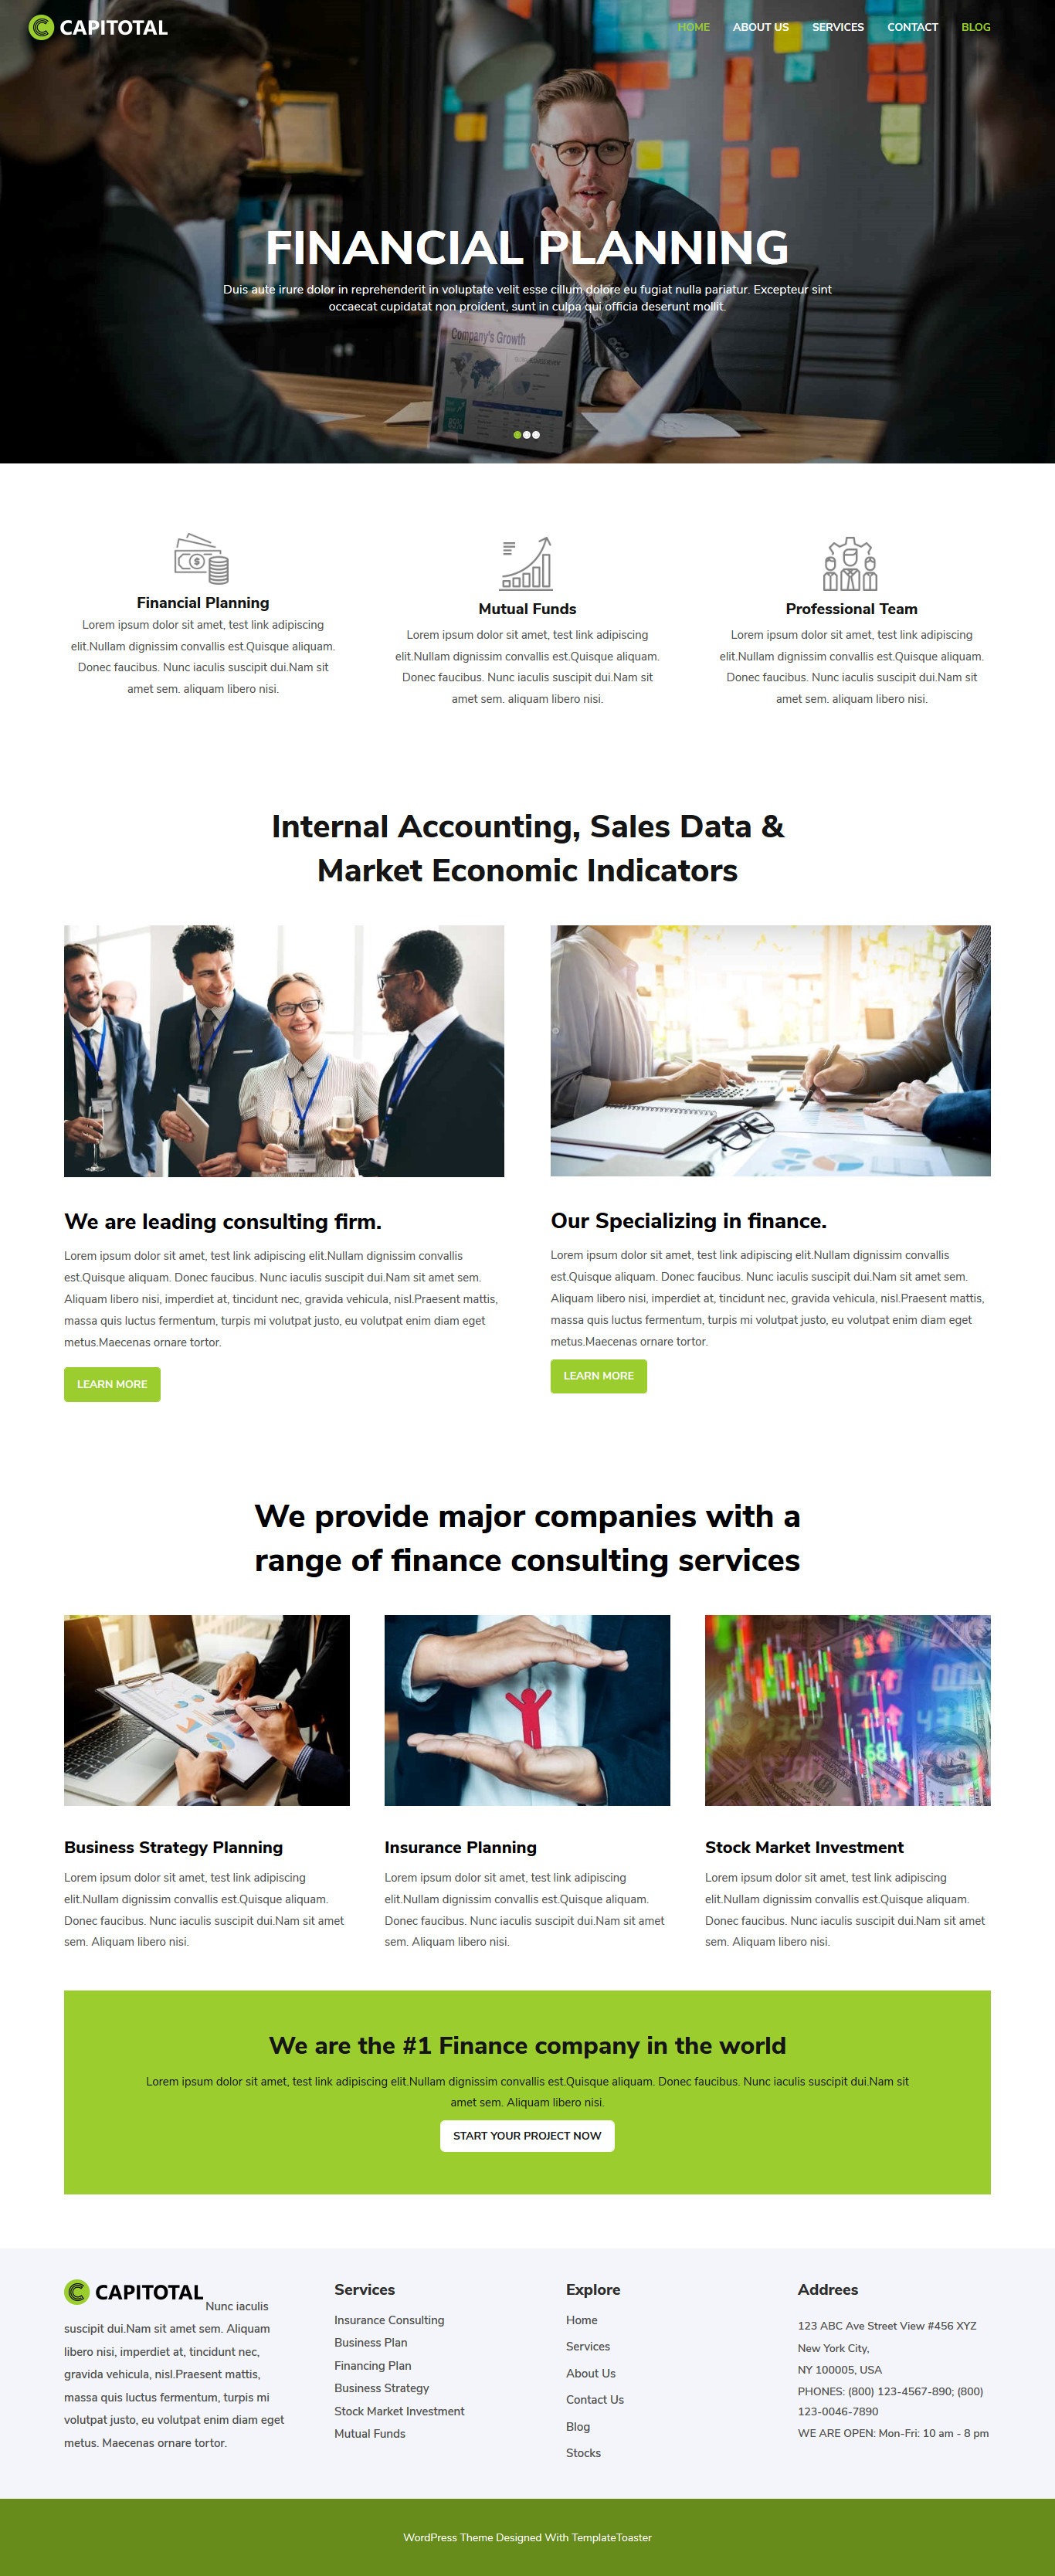 CAPITOTAL
HOME ABOUT US SERVICES CONTACT BLOG
Company's Growth
85%
FINANCIAL PLANNING
Duis aute irure dolor in reprehenderit in voluptate velit esse cillum dolore eu fugiat nulla pariatur. Excepteur sint
occaecat cupidatat non proident, sunt in culpa qui officia deserunt mollit.
Financial Planning
Lorem ipsum dolor sit amet, test link adipiscing
elit.Nullam dignissim convallis est.Quisque aliquam.
Donec faucibus. Nunc iaculis suscipit dui.Nam sit
amet sem. aliquam libero nisi.
Mutual Funds
Lorem ipsum dolor sit amet, test link adipiscing
elit.Nullam dignissim convallis est.Quisque aliquam.
Donec faucibus. Nunc iaculis suscipit dui.Nam sit
amet sem. aliquam libero nisi.
Professional Team
Lorem ipsum dolor sit amet, test link adipiscing
elit.Nullam dignissim convallis est.Quisque aliquam.
Donec faucibus. Nunc iaculis suscipit dui.Nam sit
amet sem. aliquam libero nisi.
Internal Accounting, Sales Data &
Market Economic Indicators
We are leading consulting firm.
Lorem ipsum dolor sit amet, test link adipiscing elit.Nullam dignissim convallis
est.Quisque aliquam. Donec faucibus. Nunc iaculis suscipit dui.Nam sit amet sem.
Aliquam libero nisi, imperdiet at, tincidunt nec, gravida vehicula, nisl.Praesent mattis,
massa quis luctus fermentum, turpis mi volutpat justo, eu volutpat enim diam eget
metus.Maecenas ornare tortor.
LEARN MORE
Our Specializing in finance.
Lorem ipsum dolor sit amet, test link adipiscing elit.Nullam dignissim convallis
est.Quisque aliquam. Donec faucibus. Nunc iaculis suscipit dui.Nam sit amet sem.
Aliquam libero nisi, imperdiet at, tincidunt nec, gravida vehicula, nisl.Praesent mattis,
massa quis luctus fermentum, turpis mi volutpat justo, eu volutpat enim diam eget
metus.Maecenas ornare tortor.
LEARN MORE
We provide major companies with a
range of finance consulting services
Business Strategy Planning
Lorem ipsum dolor sit amet, test link adipiscing
elit.Nullam dignissim convallis est.Quisque aliquam.
Donec faucibus. Nunc iaculis suscipit dui.Nam sit amet
sem. Aliquam libero nisi.
Insurance Planning
Lorem ipsum dolor sit amet, test link adipiscing
elit.Nullam dignissim convallis est.Quisque aliquam.
Donec faucibus. Nunc iaculis suscipit dui.Nam sit amet
sem. Aliquam libero nisi.
Stock Market Investment
Lorem ipsum dolor sit amet, test link adipiscing
elit.Nullam dignissim convallis est.Quisque aliquam.
Donec faucibus. Nunc iaculis suscipit dui.Nam sit amet
sem. Aliquam libero nisi.
We are the #1 Finance company in the world
Lorem ipsum dolor sit amet, test link adipiscing elit.Nullam dignissim convallis est.Quisque aliquam. Donec faucibus. Nunc iaculis suscipit dui.Nam sit
amet sem. Aliquam libero nisi.
START YOUR PROJECT NOW
CAPITOTAL Nunc iaculis
suscipit dui.Nam sit amet sem. Aliquam
libero nisi, imperdiet at, tincidunt nec,
gravida vehicula, nisl.Praesent mattis,
massa quis luctus fermentum, turpis mi
volutpat justo, eu volutpat enim diam eget
metus. Maecenas ornare tortor.
Services
Insurance Consulting
Business Plan
Financing Plan
Business Strategy
Stock Market Investment
Mutual Funds
Explore
Home
Services
About Us
Contact Us
Blog
Stocks
Addrees
123 ABC Ave Street View #456 XYZ
New York City,
NY 100005, USA
PHONES: (800) 123-4567-890; (800)
123-0046-7890
WE ARE OPEN: Mon-Fri: 10 am - 8 pm
WordPress Theme Designed With TemplateToaster